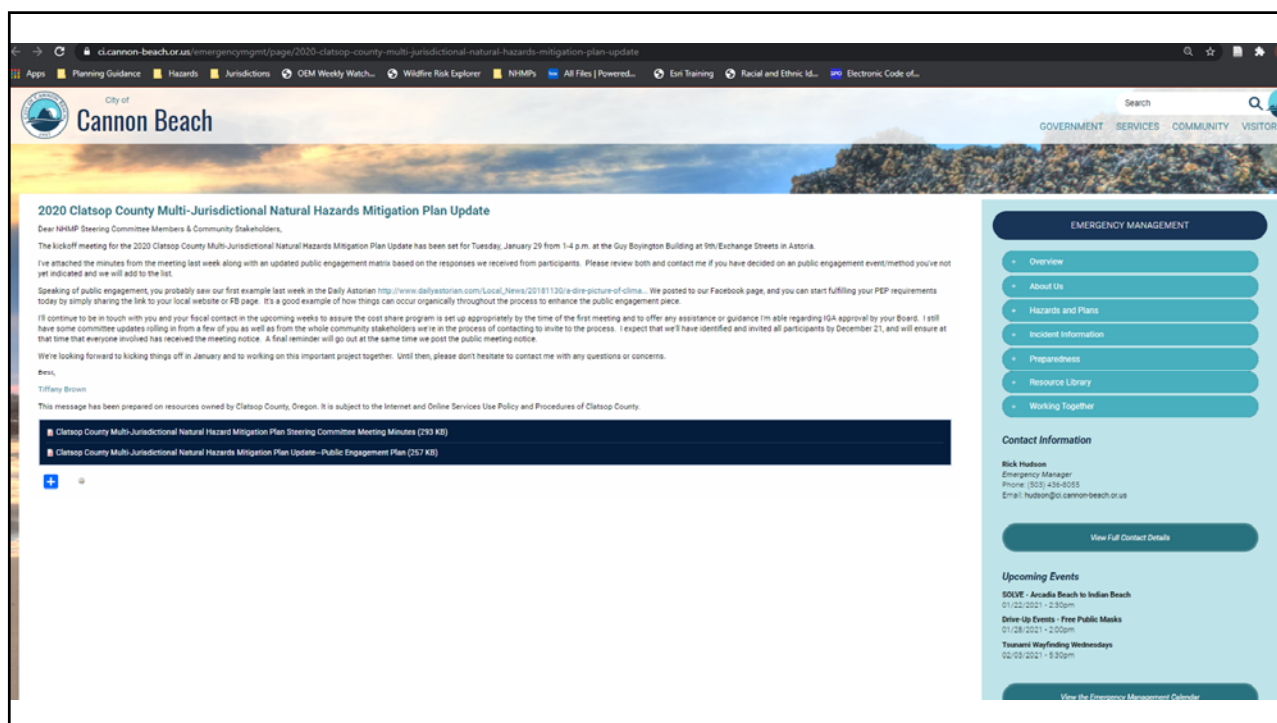 ci.cannon-beach.or.us/emergencymgmt/page/2020-clatsop-county-multi-jurisdictional-natural-hazards-mitigation-plan-update
Apps Planning Guidance Hazards Jurisdictions OEM Weekly Watch... Wildfire Risk Explorer NHMPs All Files | Powered... Esri Training Racial and Ethnic Id... Electronic Code of...
City of
Cannon Beach
Search
GOVERNMENT SERVICES COMMUNITY VISITOR
2020 Clatsop County Multi-Jurisdictional Natural Hazards Mitigation Plan Update
Dear NHMP Steering Committee Members & Community Stakeholders,
The kickoff meeting for the 2020 Clatsop County Multi-Jurisdictional Natural Hazards Mitigation Plan Update has been set for Tuesday, January 29 from 1-4 p.m. at the Guy Boyington Building at 9th/Exchange Streets in Astoria.
I've attached the minutes from the meeting last week along with an updated public engagement matrix based on the responses we received from participants. Please review both and contact me if you have decided on an public engagement event/method you've not
yet indicated and we will add to the list.
Speaking of public engagement, you probably saw our first example last week in the Daily Astorian http://www.dailyastorian.com/Local_News/20181130/a-dire-picture-of-clima... We posted to our Facebook page, and you can start fulfilling your PEP requirements
today by simply sharing the link to your local website or FB page. It's a good example of how things can occur organically throughout the process to enhance the public engagement piece.
I'll continue to be in touch with you and your fiscal contact in the upcoming weeks to assure the cost share program is set up appropriately by the time of the first meeting and to offer any assistance or guidance I'm able regarding IGA approval by your Board. I still
have some committee updates rolling in from a few of you as well as from the whole community stakeholders we're in the process of contacting to invite to the process. I expect that we'll have identified and invited all participants by December 21, and will ensure at
that time that everyone involved has received the meeting notice. A final reminder will go out at the same time we post the public meeting notice.
We're looking forward to kicking things off in January and to working on this important project together. Until then, please don't hesitate to contact me with any questions or concerns.
Best,
Tiffany Brown
This message has been prepared on resources owned by Clatsop County, Oregon. It is subject to the Internet and Online Services Use Policy and Procedures of Clatsop County.
Clatsop County Multi-Jurisdictional Natural Hazard Mitigation Plan Steering Committee Meeting Minutes (293 KB)
Clatsop County Multi-Jurisdictional Natural Hazards Mitigation Plan Update--Public Engagement Plan (257 KB)
EMERGENCY MANAGEMENT
+ Overview
+ About Us
+ Hazards and Plans
+ Incident Information
+ Preparedness
+ Resource Library
+ Working Together
Contact Information
Rick Hudson
Emergency Manager
Phone: (503) 436-8055
Email: hudson@ci.cannon-beach.or.us
View Full Contact Details
Upcoming Events
SOLVE - Arcadia Beach to Indian Beach
01/22/2021 - 2:30pm
Drive-Up Events - Free Public Masks
01/28/2021 - 2:00pm
Tsunami Wayfinding Wednesdays
02/03/2021 - 5:30pm
View the Emergency Management Calendar